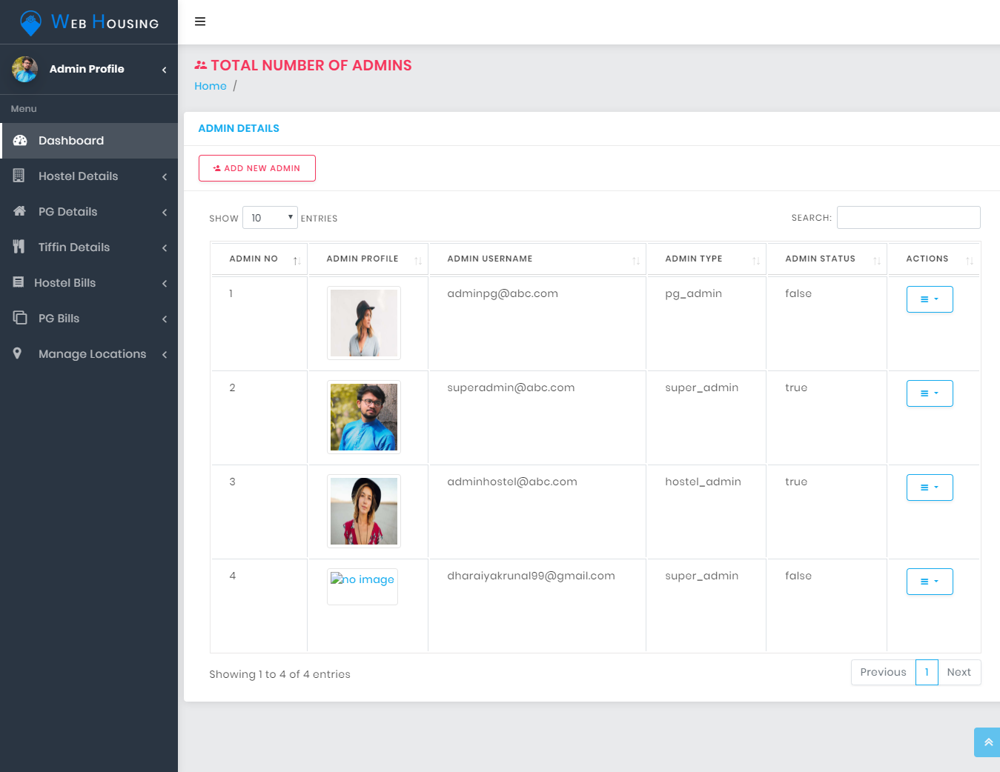 Web Housing
Admin Profile
Menu
Dashboard
Hostel Details
PG Details
Tiffin Details
Hostel Bills
PG Bills
Manage Locations
TOTAL NUMBER OF ADMINS
Home /
ADMIN DETAILS
ADD NEW ADMIN
SHOW 10 ENTRIES
SEARCH:
ADMIN NO ADMIN PROFILE ADMIN USERNAME ADMIN TYPE ADMIN STATUS ACTIONS
1 adminpg@abc.com pg_admin false
2 superadmin@abc.com super_admin true
3 adminhostel@abc.com hostel_admin true
4 no image dharaiyakrunal99@gmail.com super_admin false
Showing 1 to 4 of 4 entries
Previous 1 Next